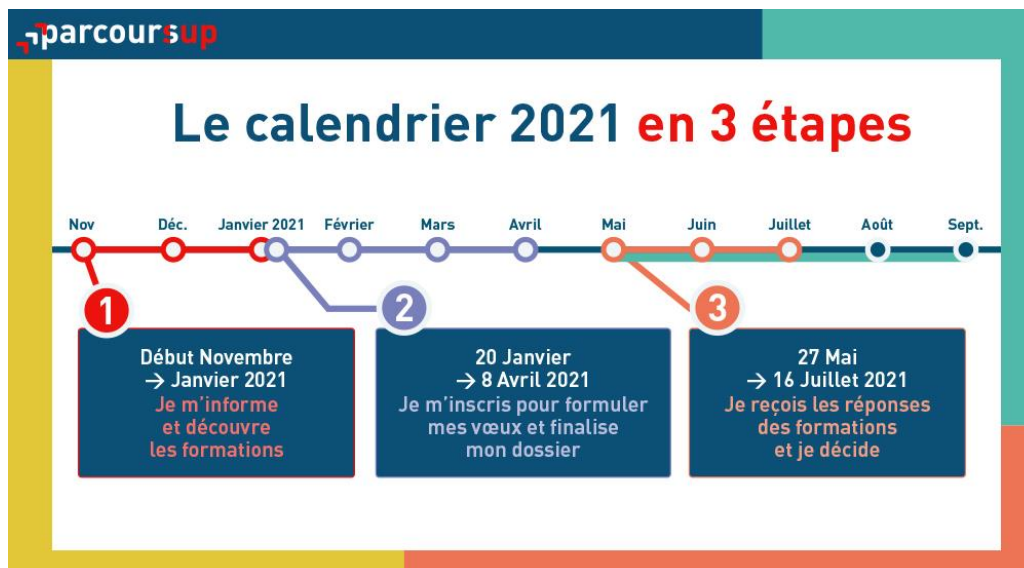 parcoursup
Le calendrier 2021 en 3 étapes
Nov Déc. Janvier 2021 Février Mars Avril Mai Juin Juillet Août Sept.
1
Début Novembre
→ Janvier 2021
Je m'informe
et découvre
les formations
2
20 Janvier
→ 8 Avril 2021
Je m'inscris pour formuler
mes vœux et finalise
mon dossier
3
27 Mai
→ 16 Juillet 2021
Je reçois les réponses
des formations
et je décide